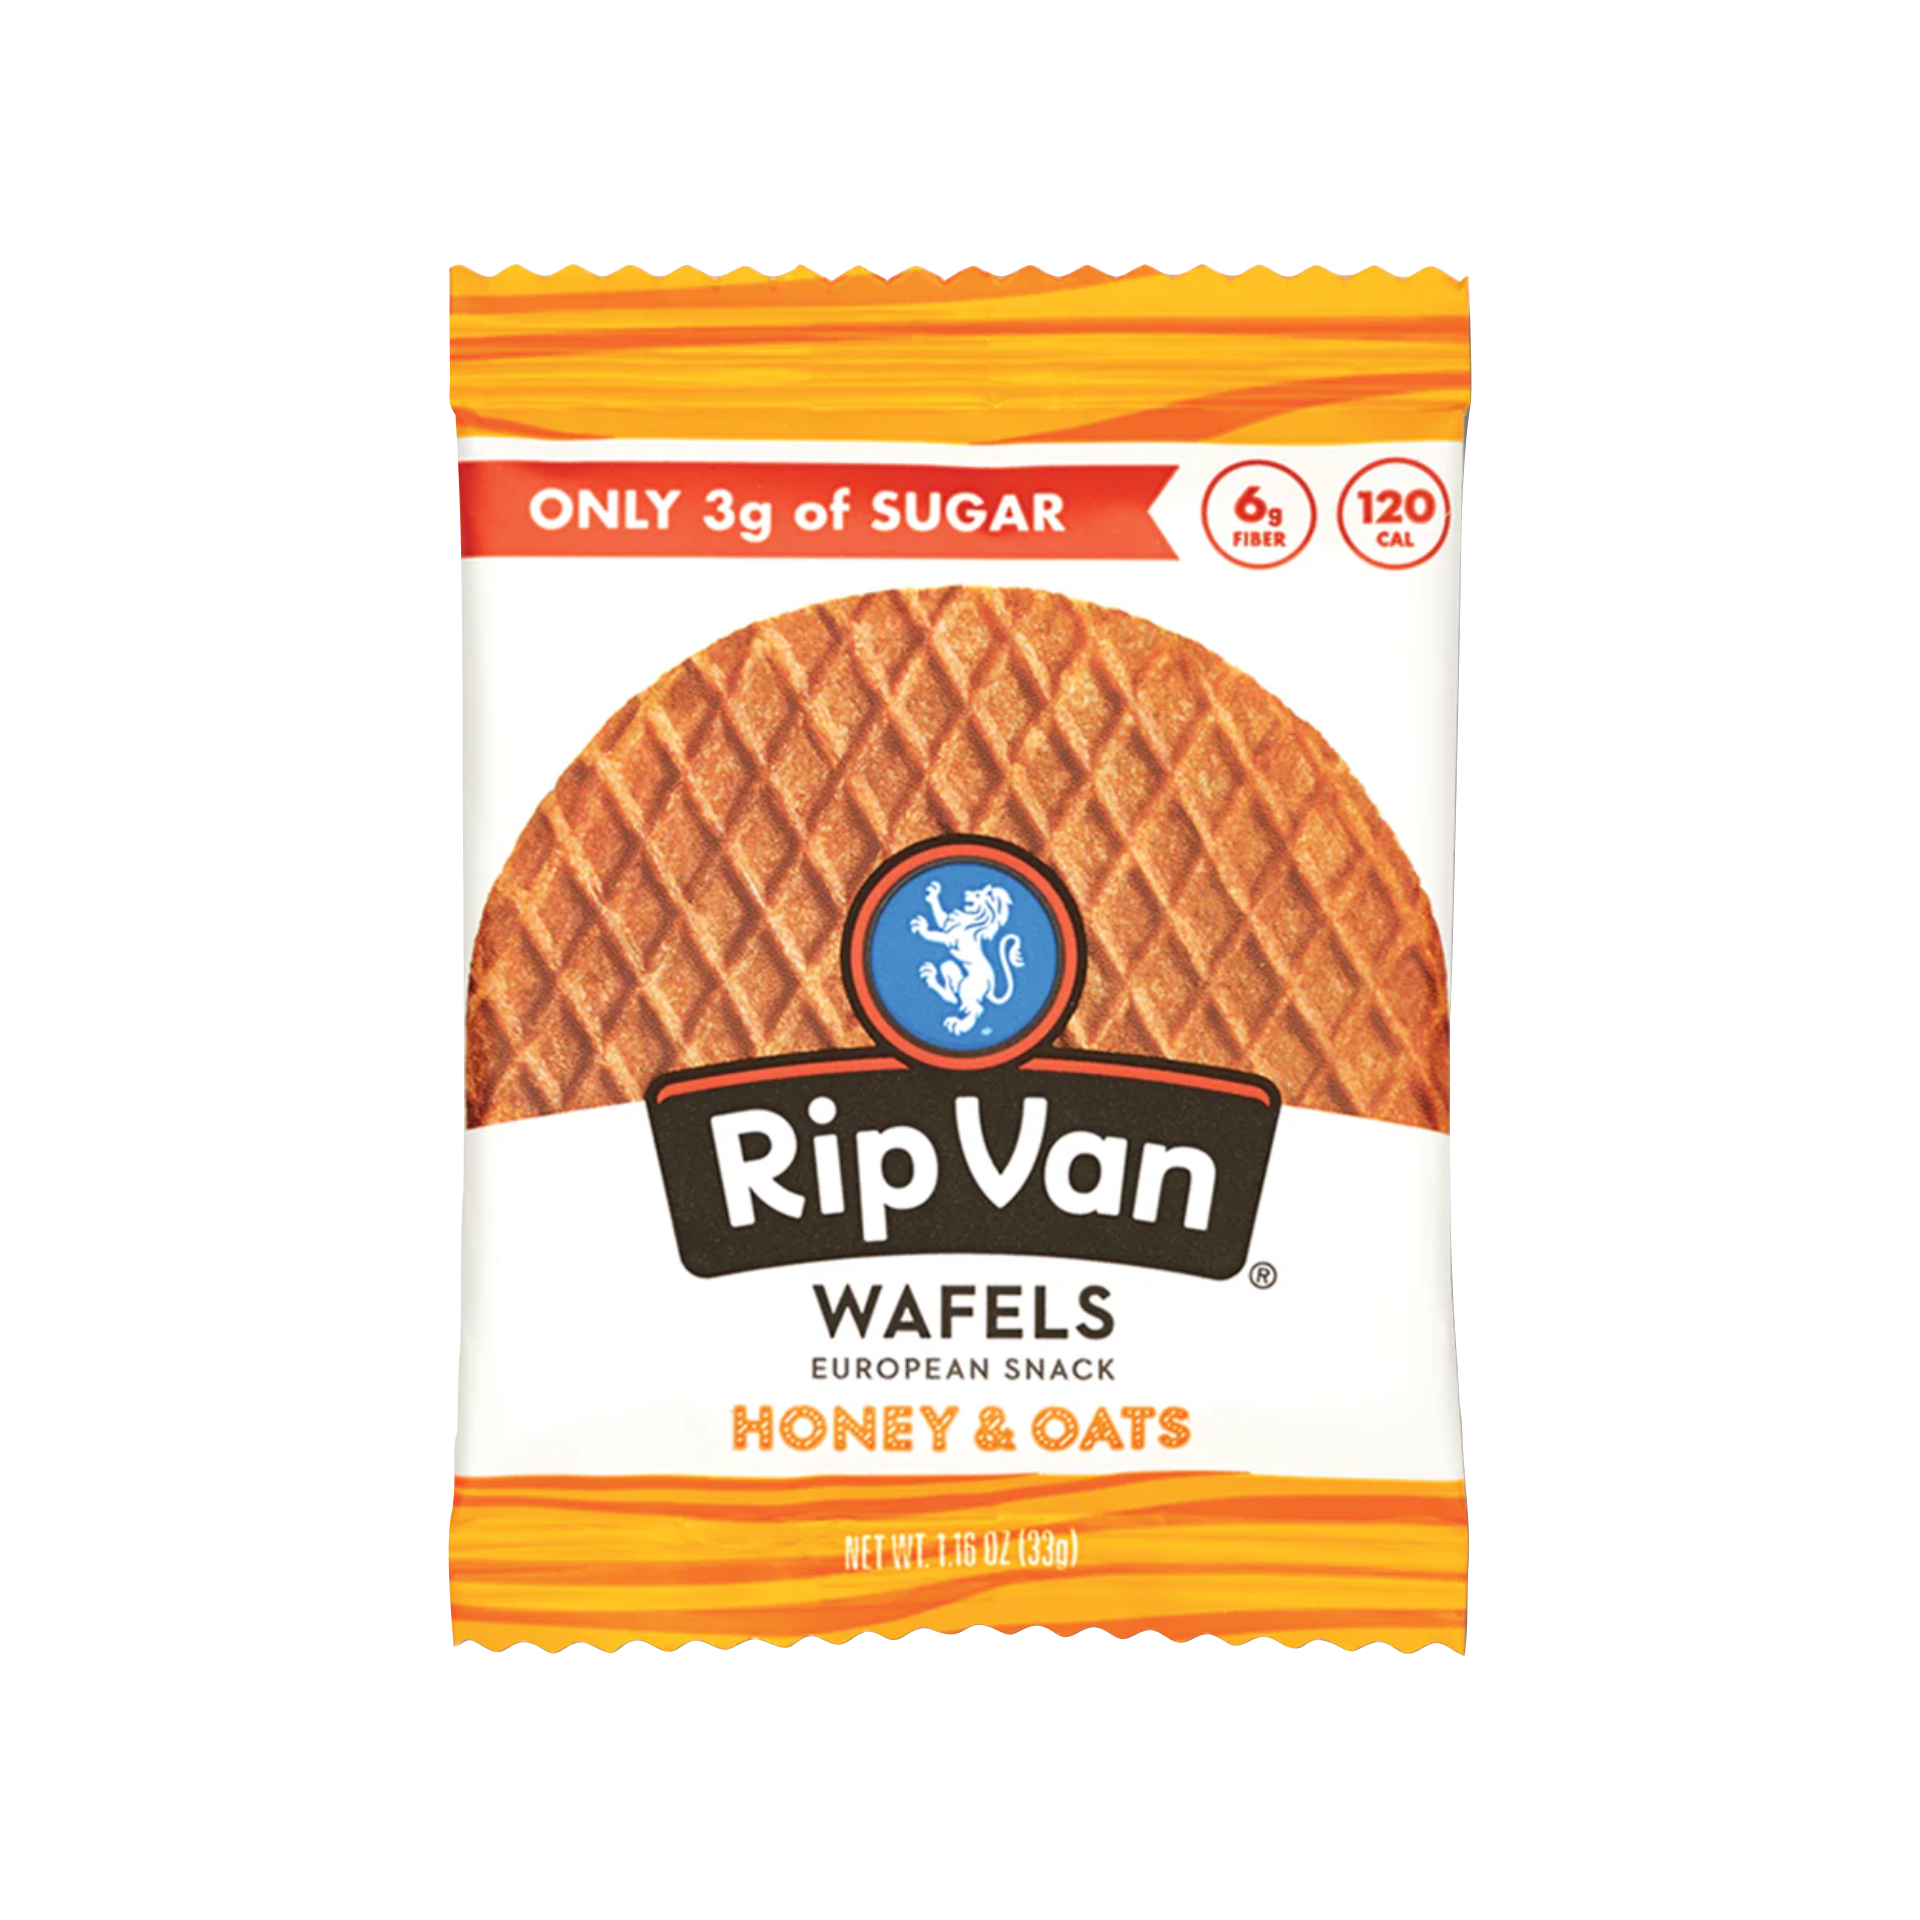 ONLY 3g of SUGAR
6g
FIBER
120
CAL
Rip Van
®
WAFELS
EUROPEAN SNACK
HONEY & OATS
NET WT. 1.16 OZ (33g)